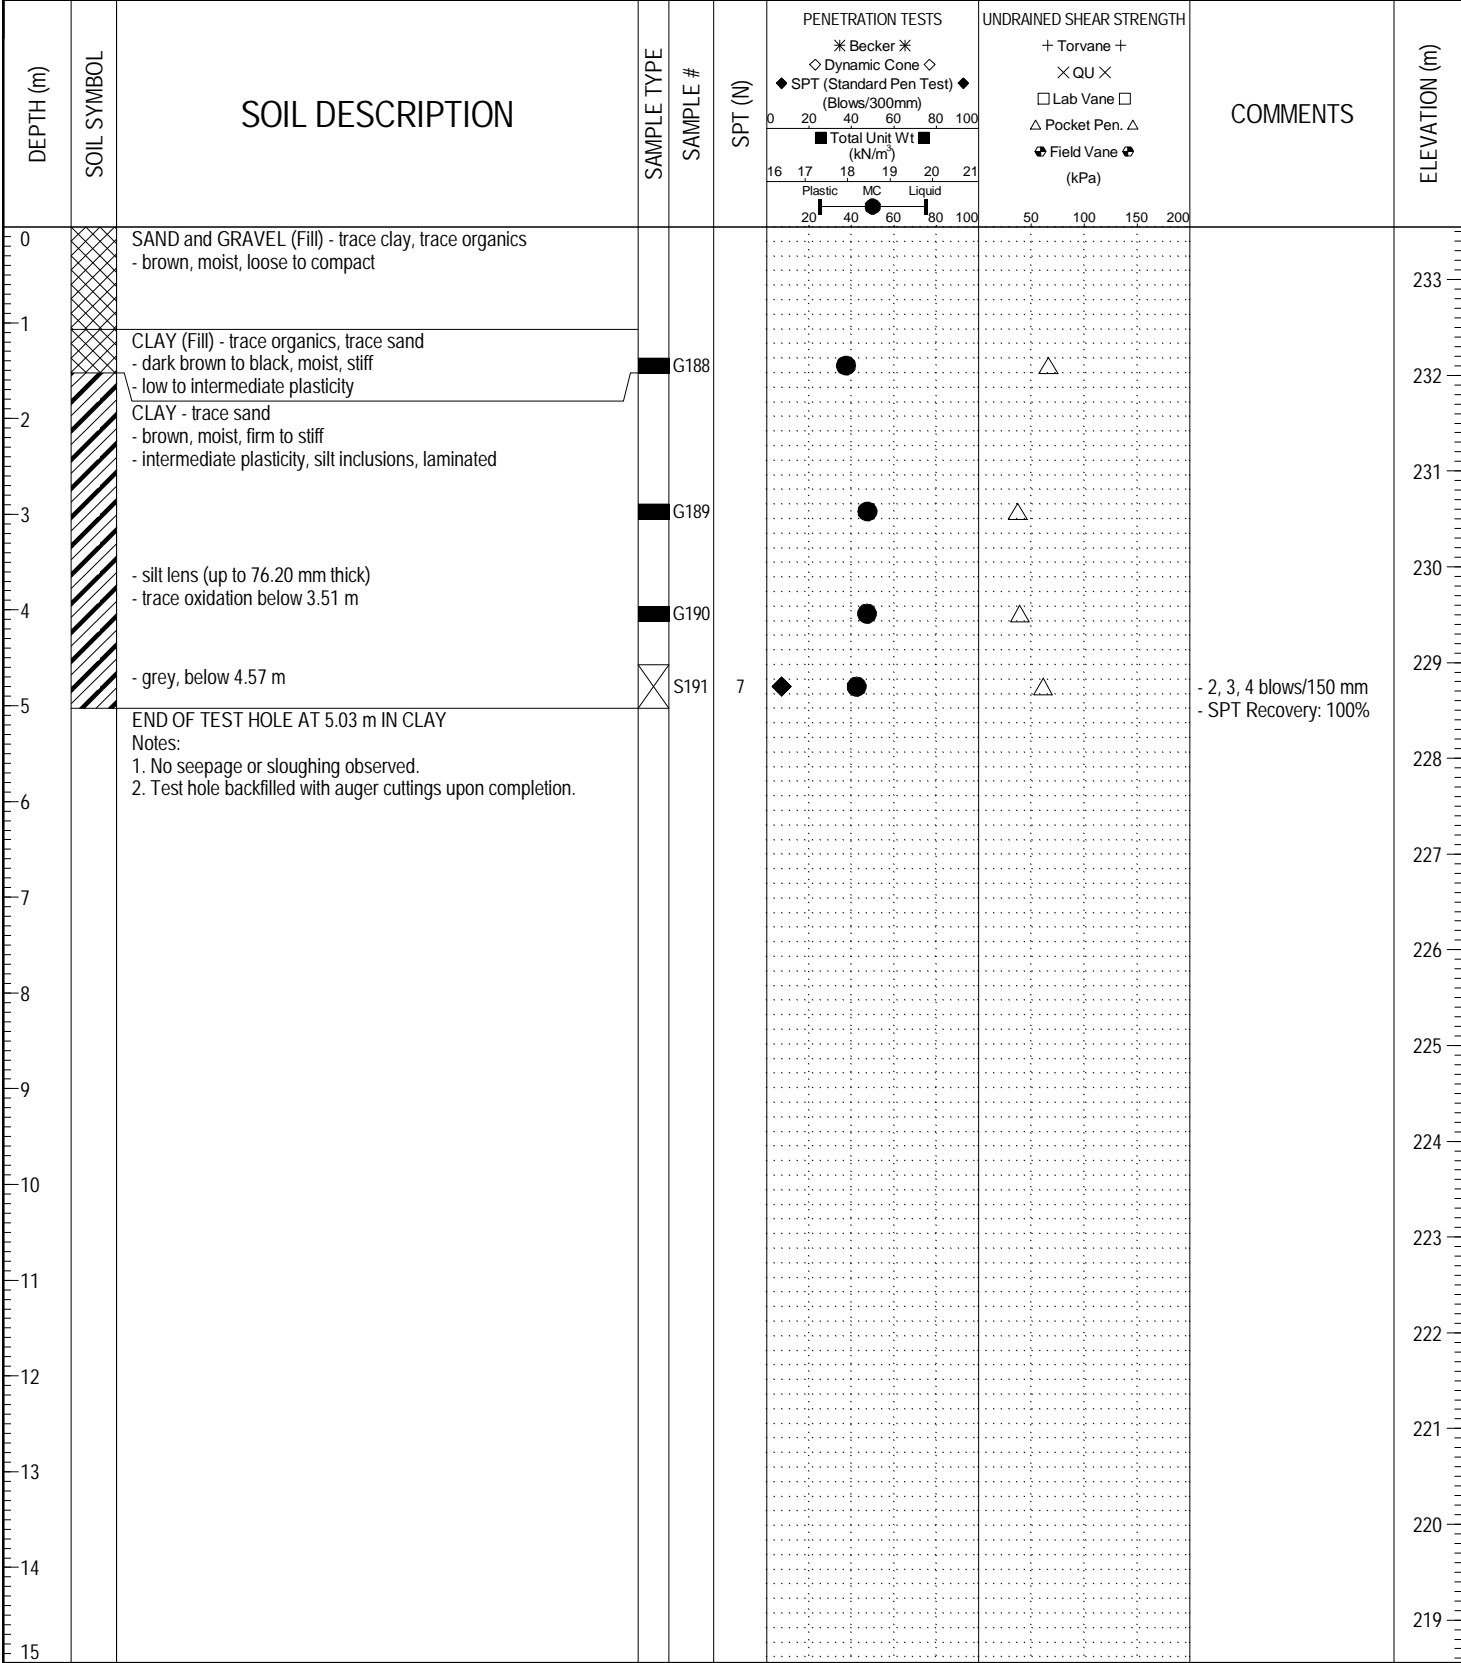 DEPTH (m)
SOIL SYMBOL
SOIL DESCRIPTION
SAMPLE TYPE
SAMPLE #
SPT (N)
PENETRATION TESTS
Becker
Dynamic Cone
SPT (Standard Pen Test)
(Blows/300mm)
0 20 40 60 80 100
Total Unit Wt
(kN/m³)
16 17 18 19 20 21
Plastic MC Liquid
20 40 60 80 100
UNDRAINED SHEAR STRENGTH
Torvane
QU
Lab Vane
Pocket Pen.
Field Vane
(kPa)
50 100 150 200
COMMENTS
ELEVATION (m)
0
SAND and GRAVEL (Fill) - trace clay, trace organics
- brown, moist, loose to compact
233
1
CLAY (Fill) - trace organics, trace sand
- dark brown to black, moist, stiff
G188
232
- low to intermediate plasticity
CLAY - trace sand
2
- brown, moist, firm to stiff
- intermediate plasticity, silt inclusions, laminated
231
3
G189
230
- silt lens (up to 76.20 mm thick)
- trace oxidation below 3.51 m
4
G190
229
- grey, below 4.57 m
S191
7
- 2, 3, 4 blows/150 mm
- SPT Recovery: 100%
5
END OF TEST HOLE AT 5.03 m IN CLAY
Notes:
228
1. No seepage or sloughing observed.
2. Test hole backfilled with auger cuttings upon completion.
6
227
7
226
8
225
9
224
10
223
11
222
12
221
13
220
14
219
15